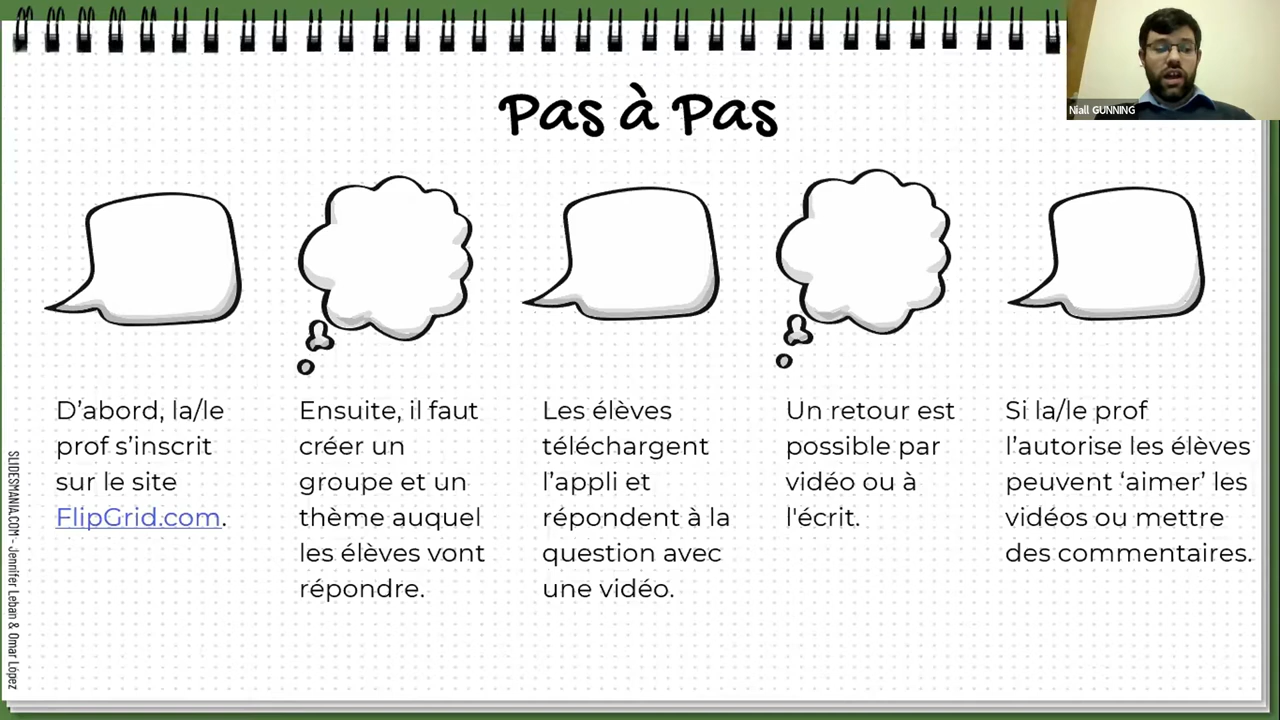 Pas à Pas
Niall GUNNING
D'abord, la/le
prof s'inscrit
sur le site
FlipGrid.com.
Ensuite, il faut
créer un
groupe et un
thème auquel
les élèves vont
répondre.
Les élèves
téléchargent
l'appli et
répondent à la
question avec
une vidéo.
Un retour est
possible par
vidéo ou à
l'écrit.
Si la/le prof
l'autorise les élèves
peuvent ‘aimer’ les
vidéos ou mettre
des commentaires.
SLIDESMANIA.COM - Jennifer Leban & Omar López